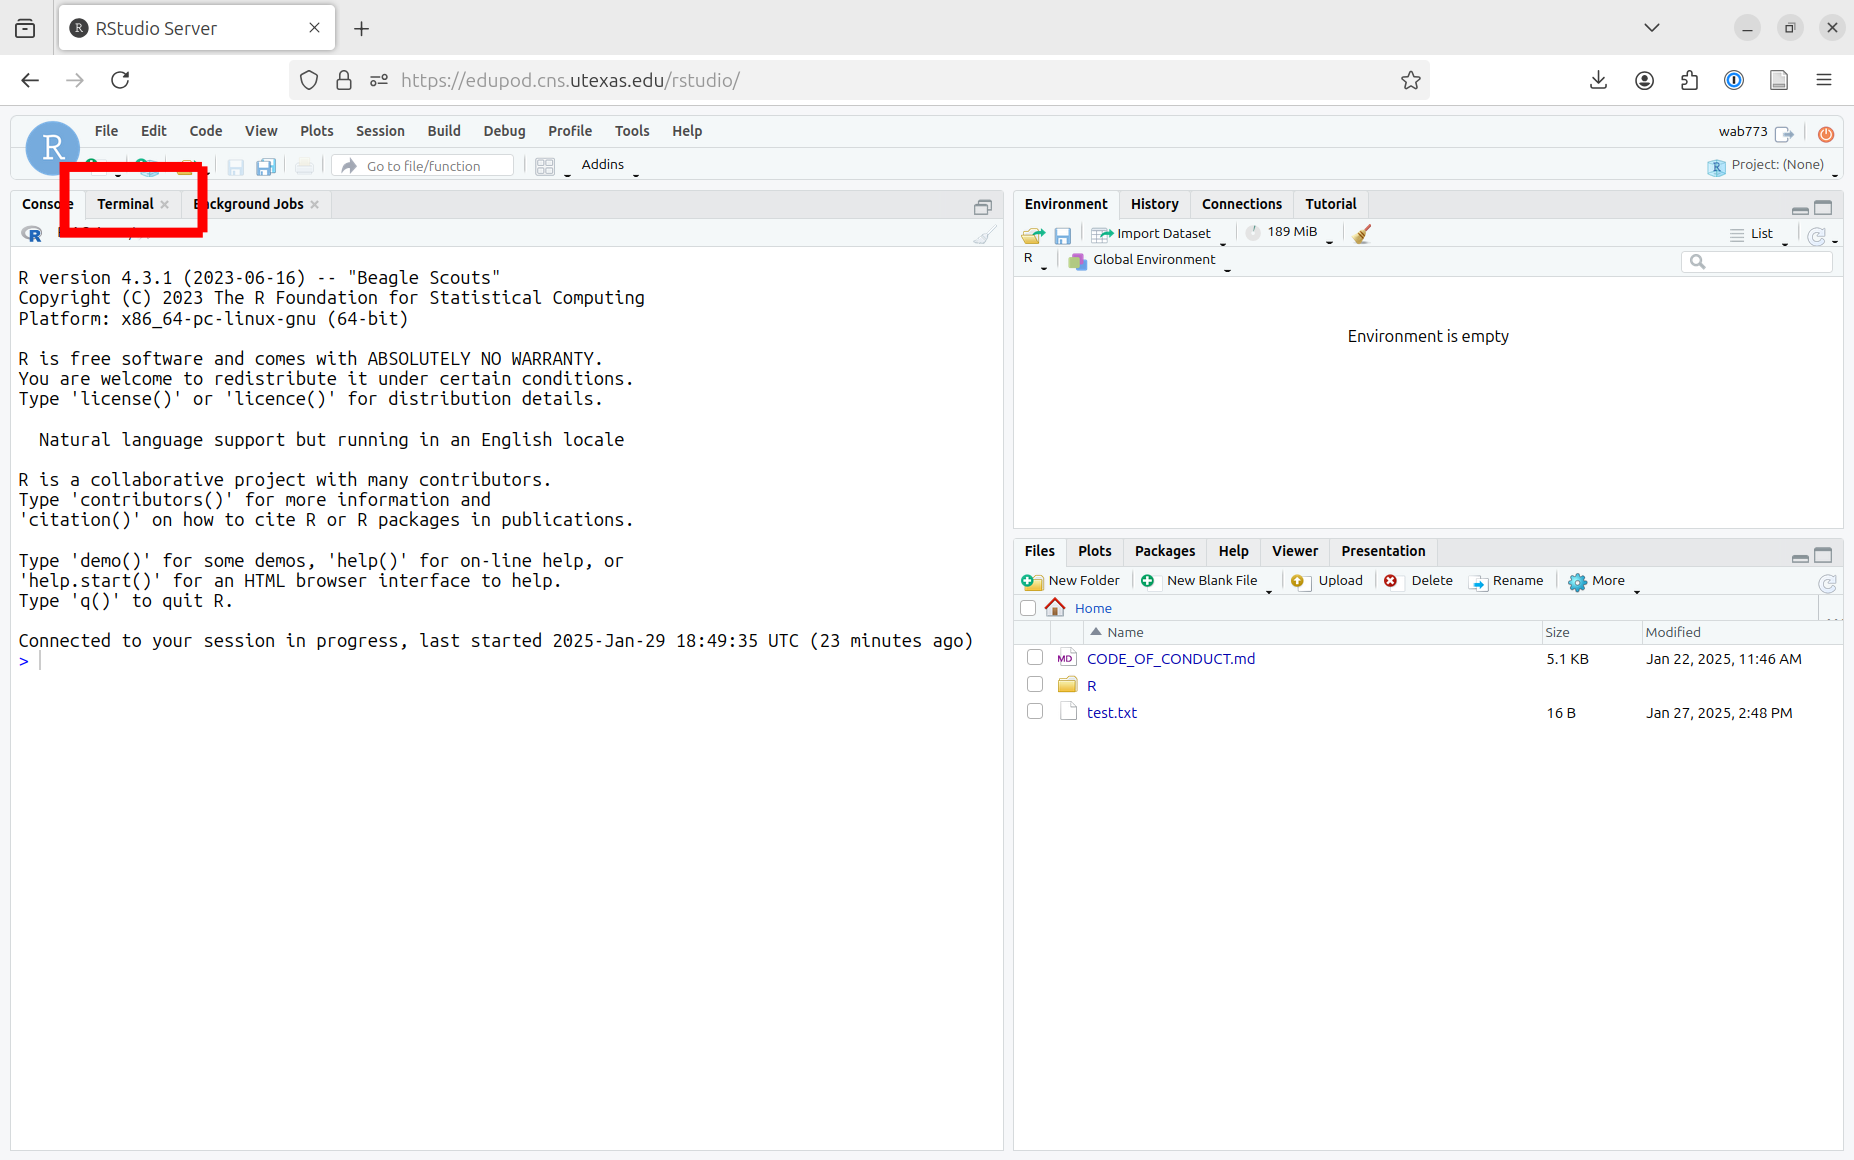 RStudio Server
https://edupod.cns.utexas.edu/rstudio/
File Edit Code View Plots Session Build Debug Profile Tools Help
wab773
Go to file/function
Addins
Project: (None)
Console Terminal Background Jobs
R version 4.3.1 (2023-06-16) -- "Beagle Scouts"
Copyright (C) 2023 The R Foundation for Statistical Computing
Platform: x86_64-pc-linux-gnu (64-bit)
R is free software and comes with ABSOLUTELY NO WARRANTY.
You are welcome to redistribute it under certain conditions.
Type 'license()' or 'licence()' for distribution details.
Natural language support but running in an English locale
R is a collaborative project with many contributors.
Type 'contributors()' for more information and
'citation()' on how to cite R or R packages in publications.
Type 'demo()' for some demos, 'help()' for on-line help, or
'help.start()' for an HTML browser interface to help.
Type 'q()' to quit R.
Connected to your session in progress, last started 2025-Jan-29 18:49:35 UTC (23 minutes ago)
>
Environment History Connections Tutorial
Import Dataset 189 MiB List
R Global Environment
Environment is empty
Files Plots Packages Help Viewer Presentation
New Folder New Blank File Upload Delete Rename More
Home
Name Size Modified
MD CODE_OF_CONDUCT.md 5.1 KB Jan 22, 2025, 11:46 AM
R
test.txt 16 B Jan 27, 2025, 2:48 PM